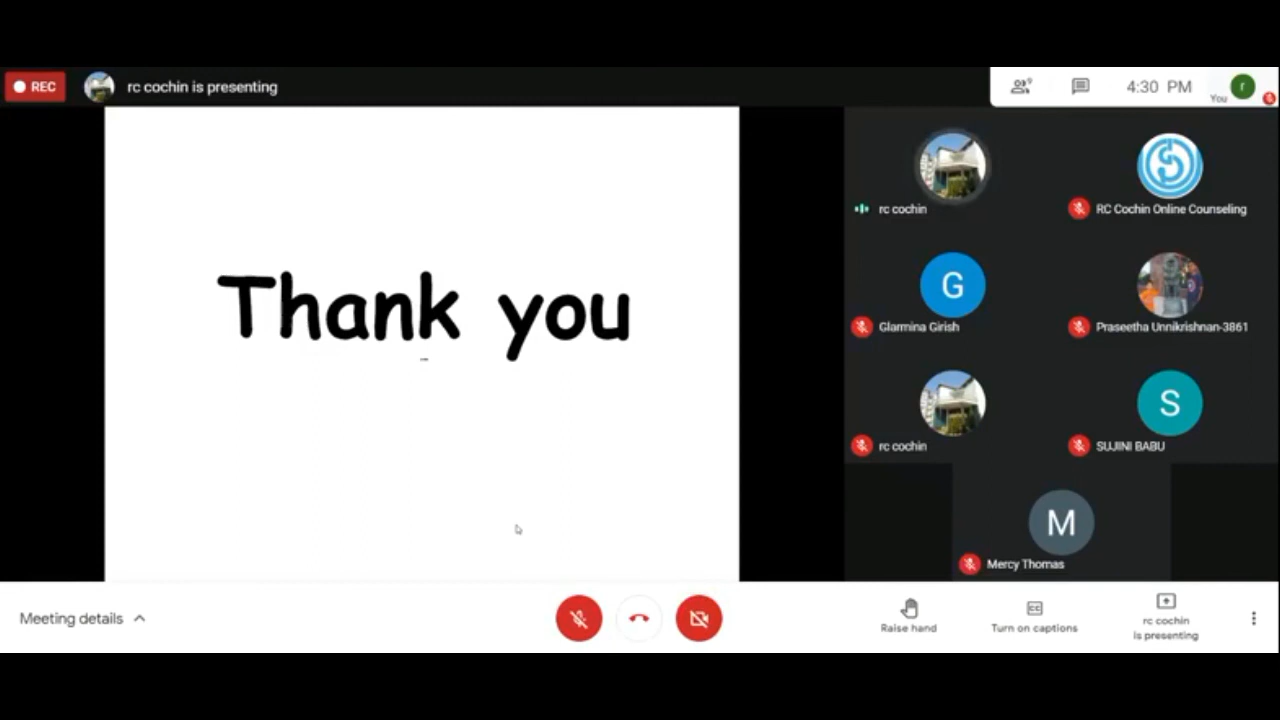 REC
rc cochin is presenting
4:30 PM
You
r
Thank you
rc cochin
RC Cochin Online Counseling
G
Glarmina Girish
Praseetha Unnikrishnan-3861
rc cochin
S
SUJINI BABU
M
Mercy Thomas
Meeting details
Raise hand
CC
Turn on captions
rc cochin
is presenting